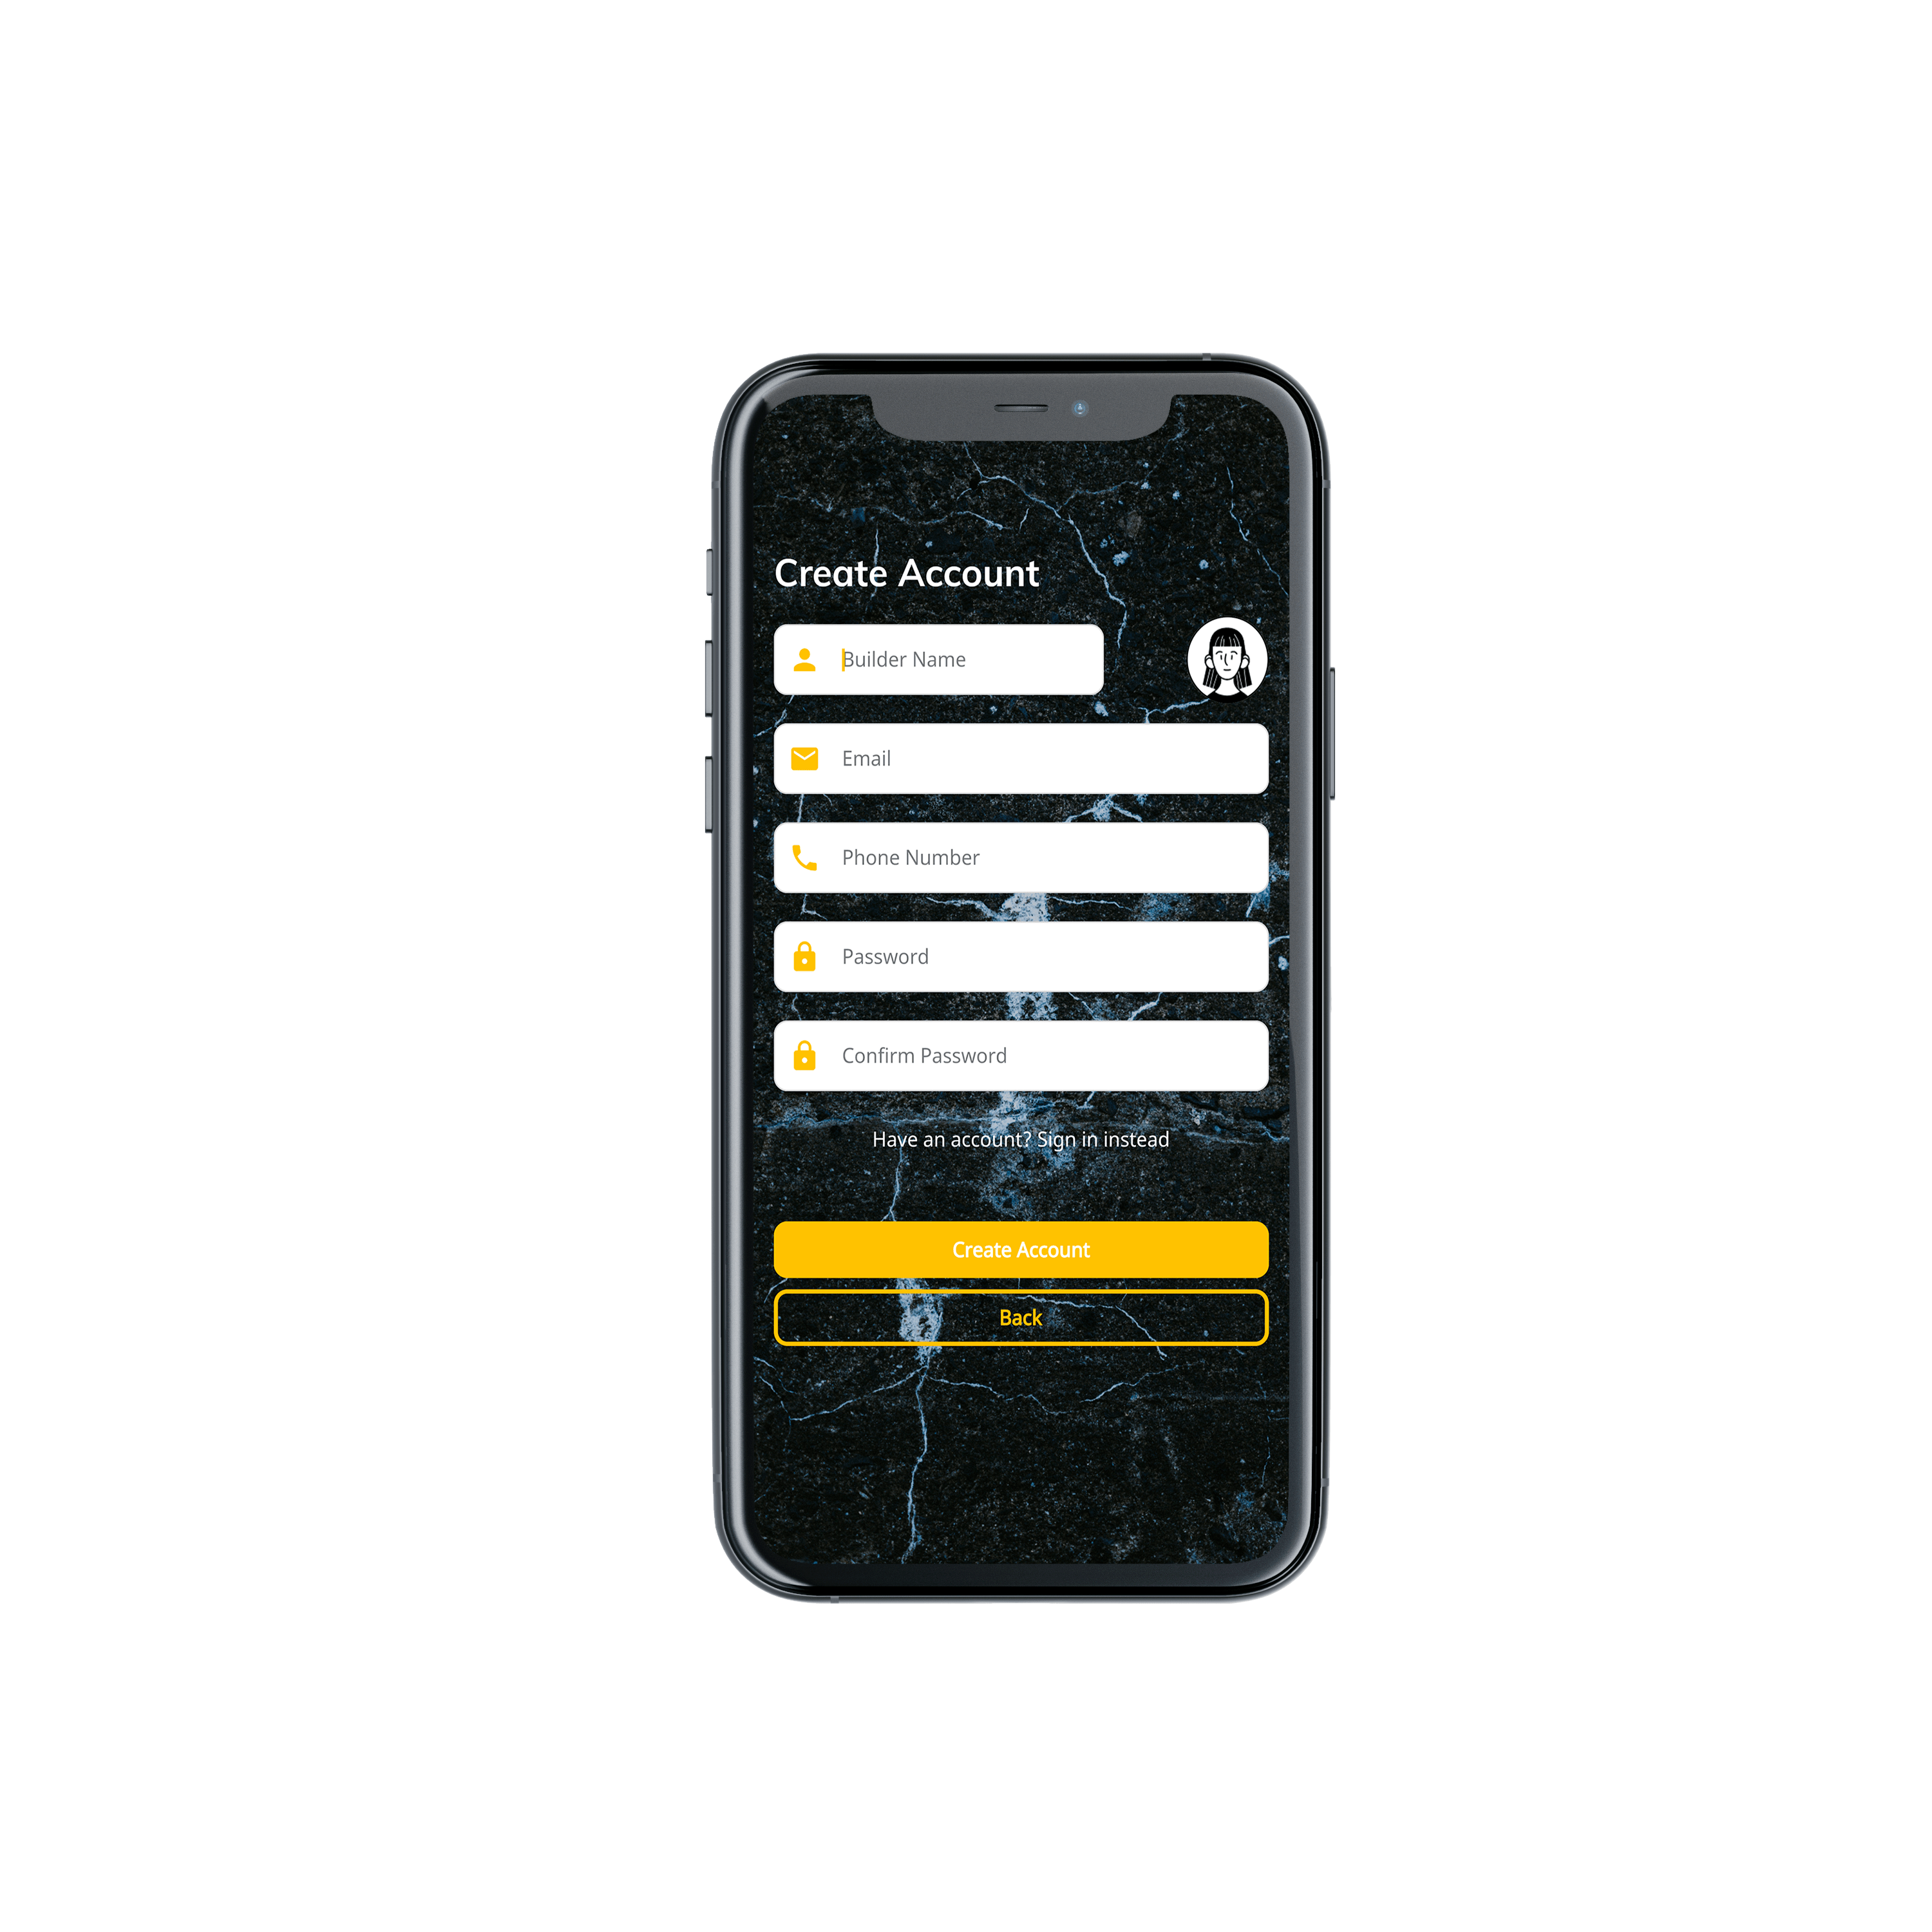 Create Account
Builder Name
Email
Phone Number
Password
Confirm Password
Have an account? Sign in instead
Create Account
Back